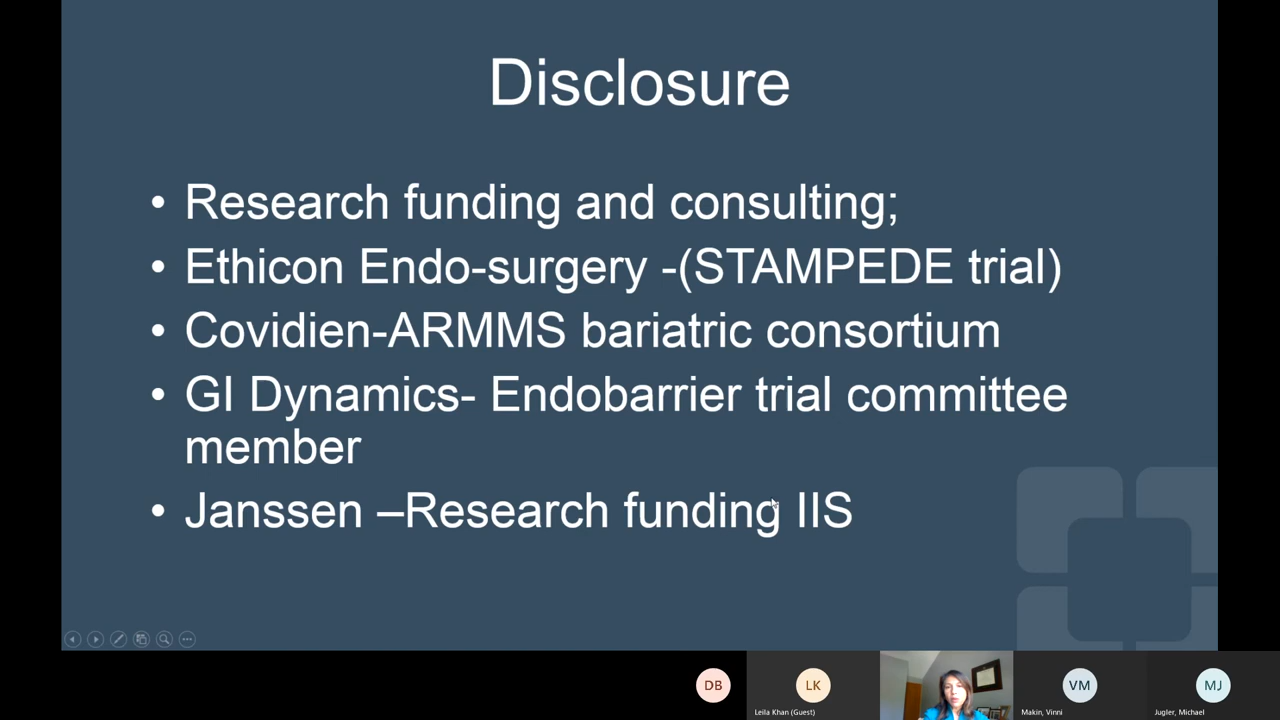 Disclosure
• Research funding and consulting;
• Ethicon Endo-surgery -(STAMPEDE trial)
• Covidien-ARMMS bariatric consortium
• GI Dynamics- Endobarrier trial committee
member
• Janssen –Research funding IIS
DB
LK
VM
MJ
Leila Khan (Guest)
Makin, Vinni
Jugler, Michael